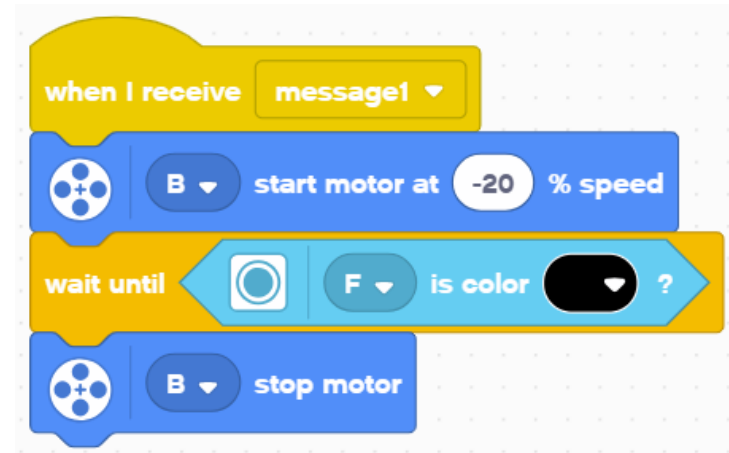 when I receive message1
B start motor at -20 % speed
wait until F is color ?
B stop motor